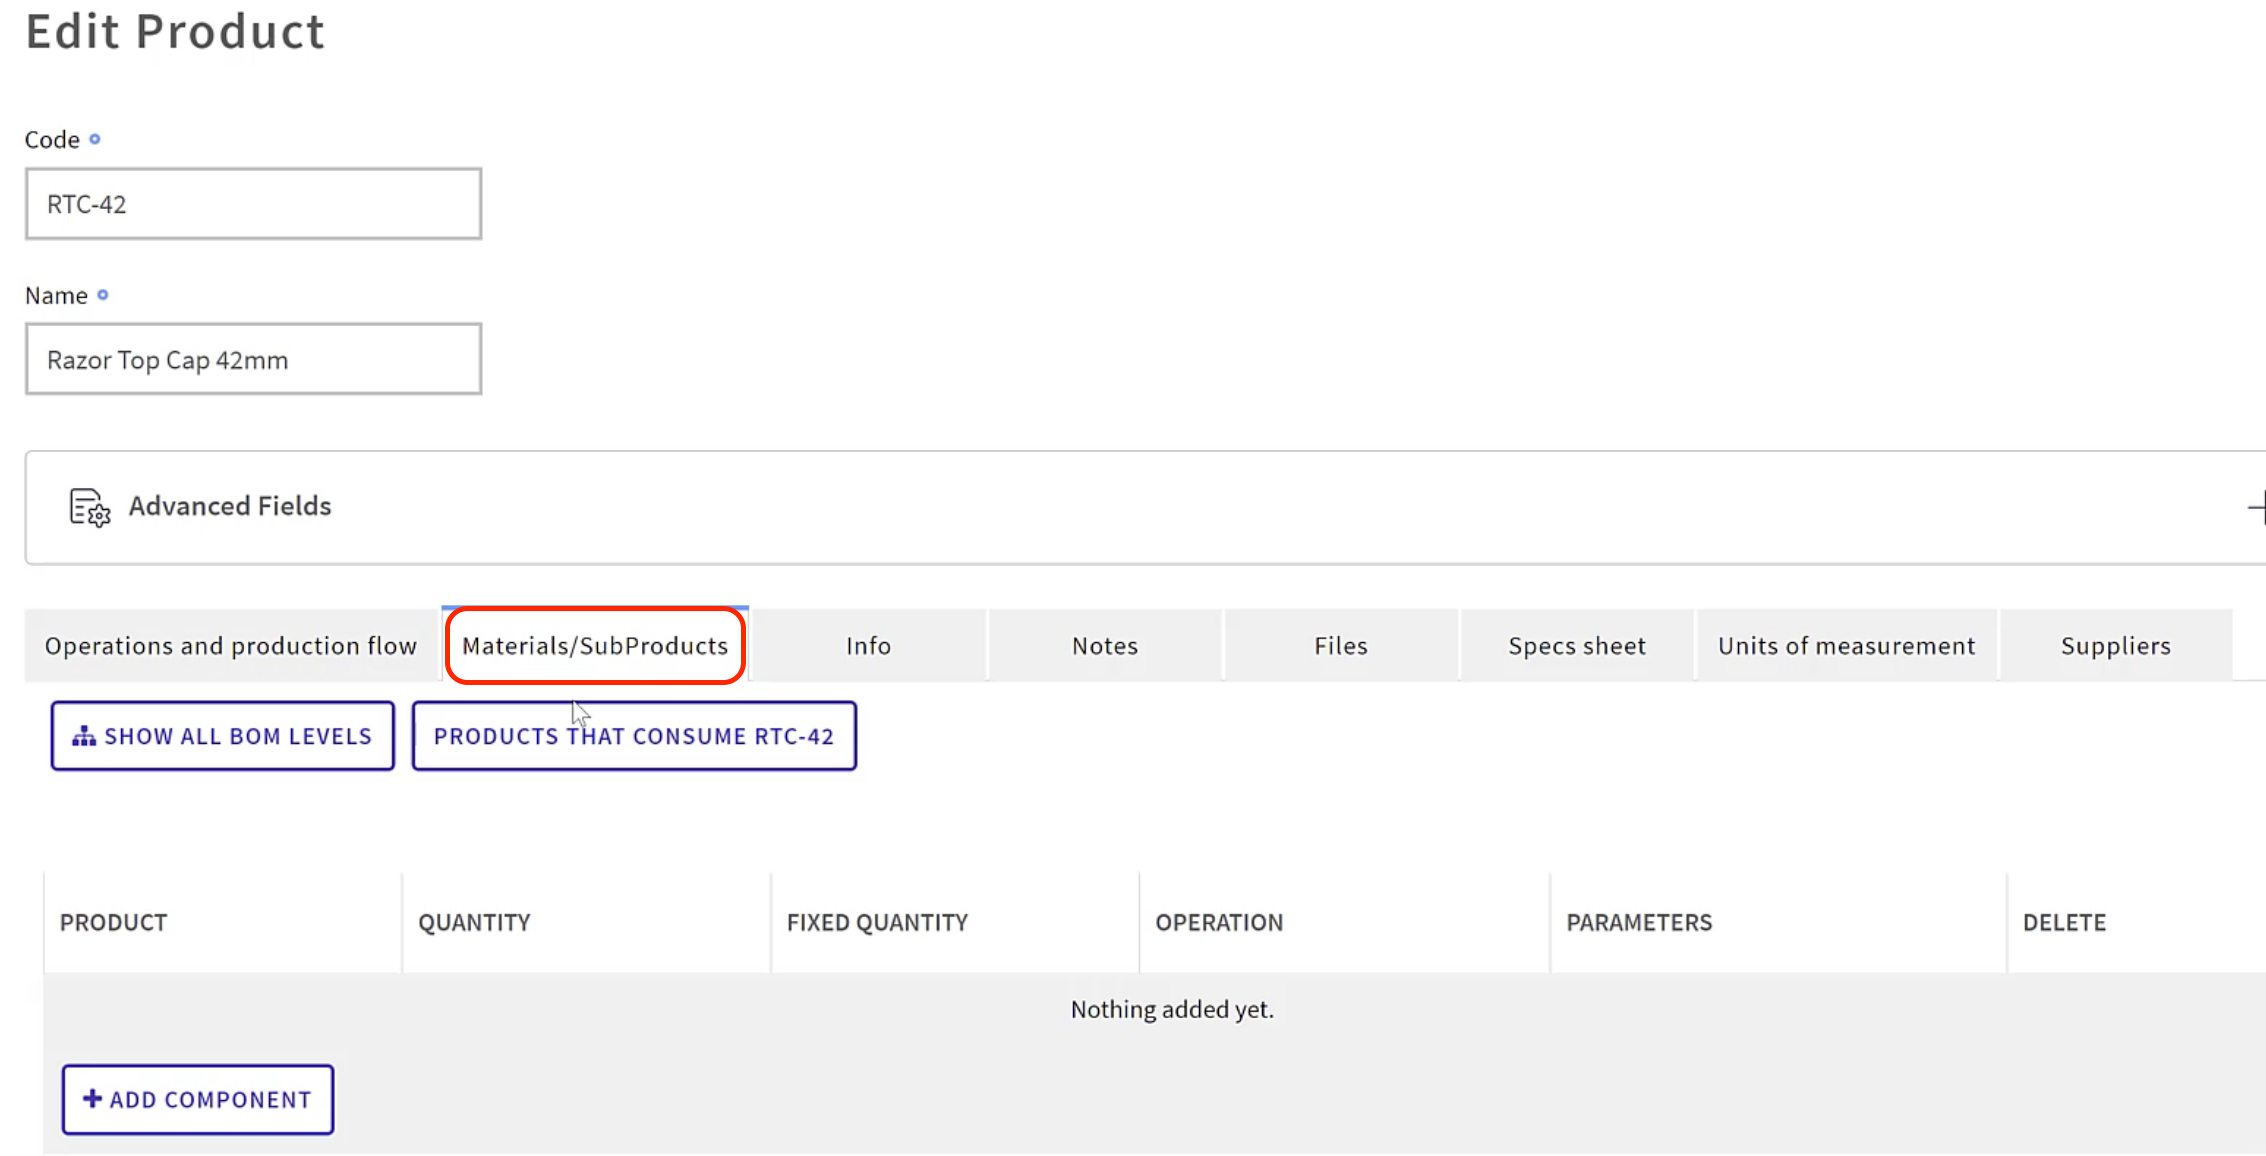 Edit Product
Code
RTC-42
Name
Razor Top Cap 42mm
Advanced Fields
Operations and production flow Materials/SubProducts Info Notes Files Specs sheet Units of measurement Suppliers
SHOW ALL BOM LEVELS PRODUCTS THAT CONSUME RTC-42
PRODUCT QUANTITY FIXED QUANTITY OPERATION PARAMETERS DELETE
Nothing added yet.
+ ADD COMPONENT